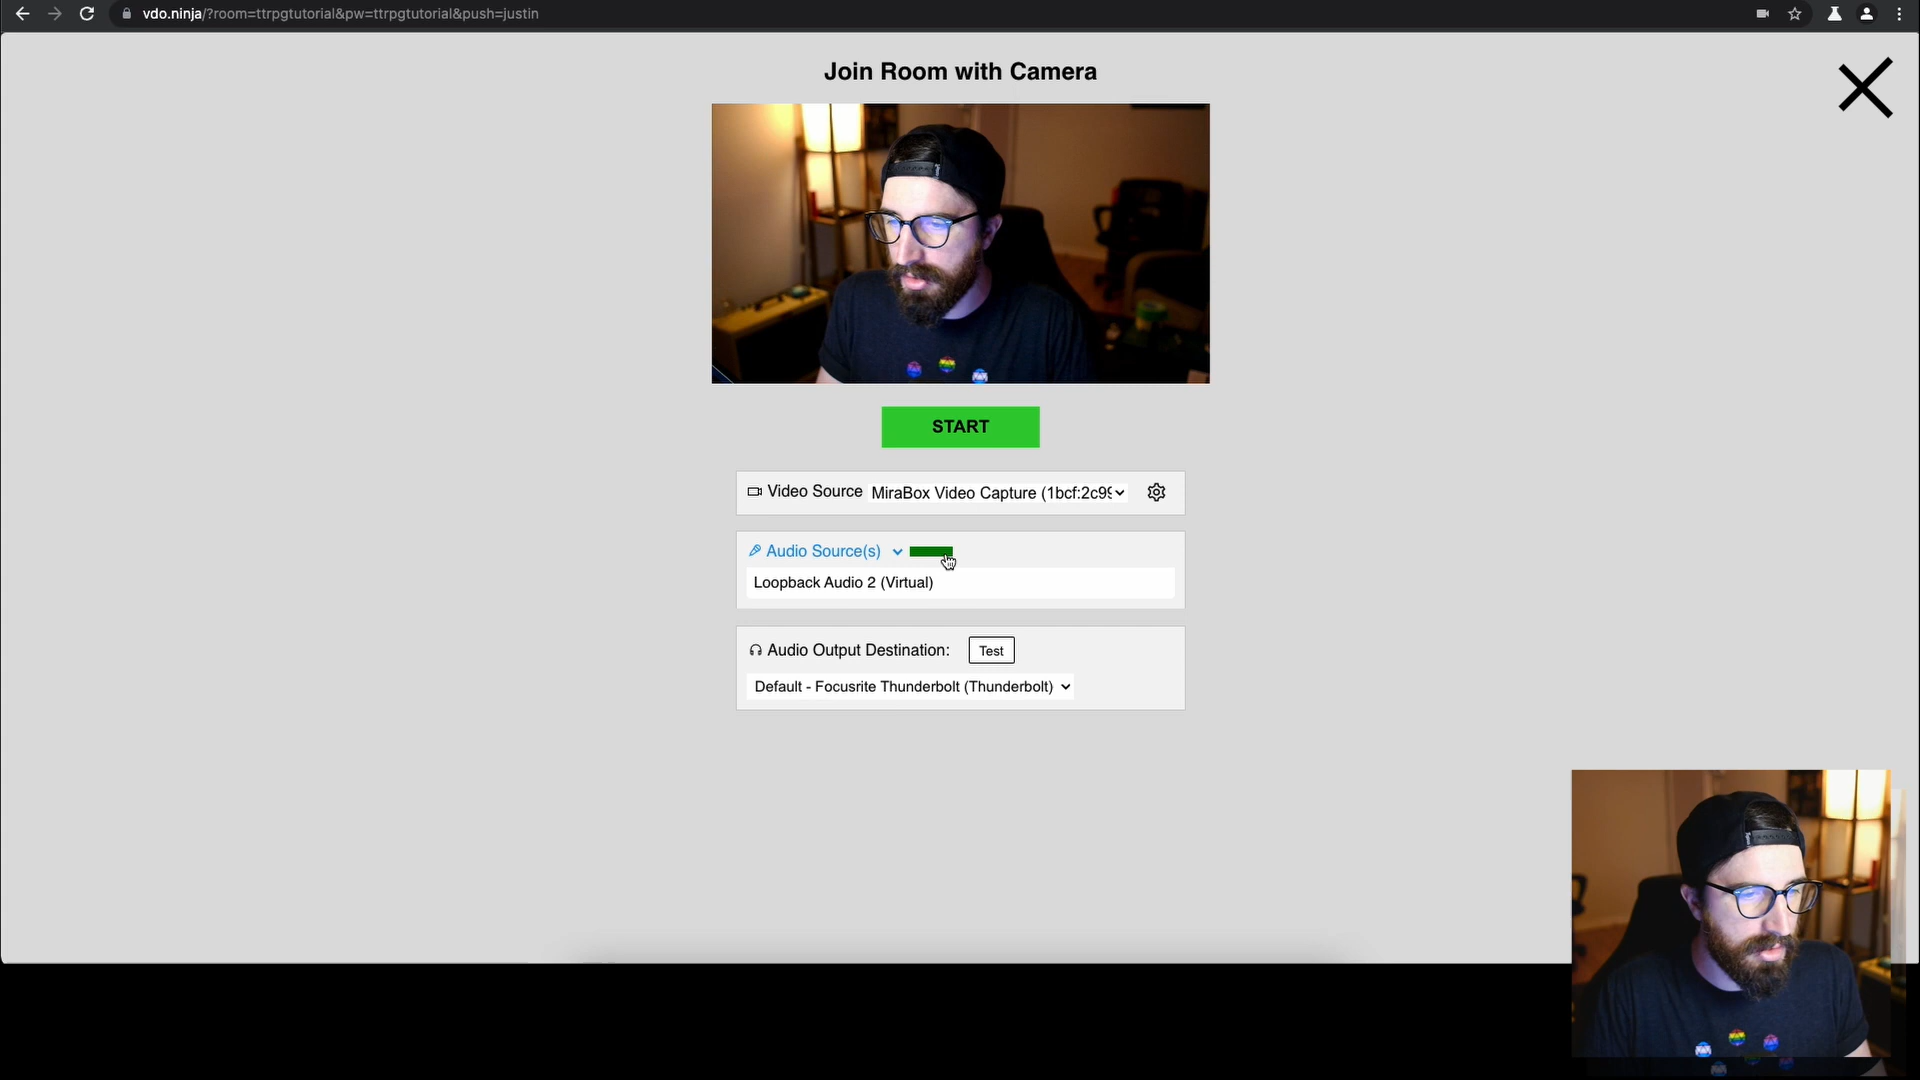 vdo.ninja/?room=ttrpgtutorial&pw=ttrpgtutorial&push=justin
Join Room with Camera
START
Video Source MiraBox Video Capture (1bcf:2c99
Audio Source(s)
Loopback Audio 2 (Virtual)
Audio Output Destination: Test
Default - Focusrite Thunderbolt (Thunderbolt)